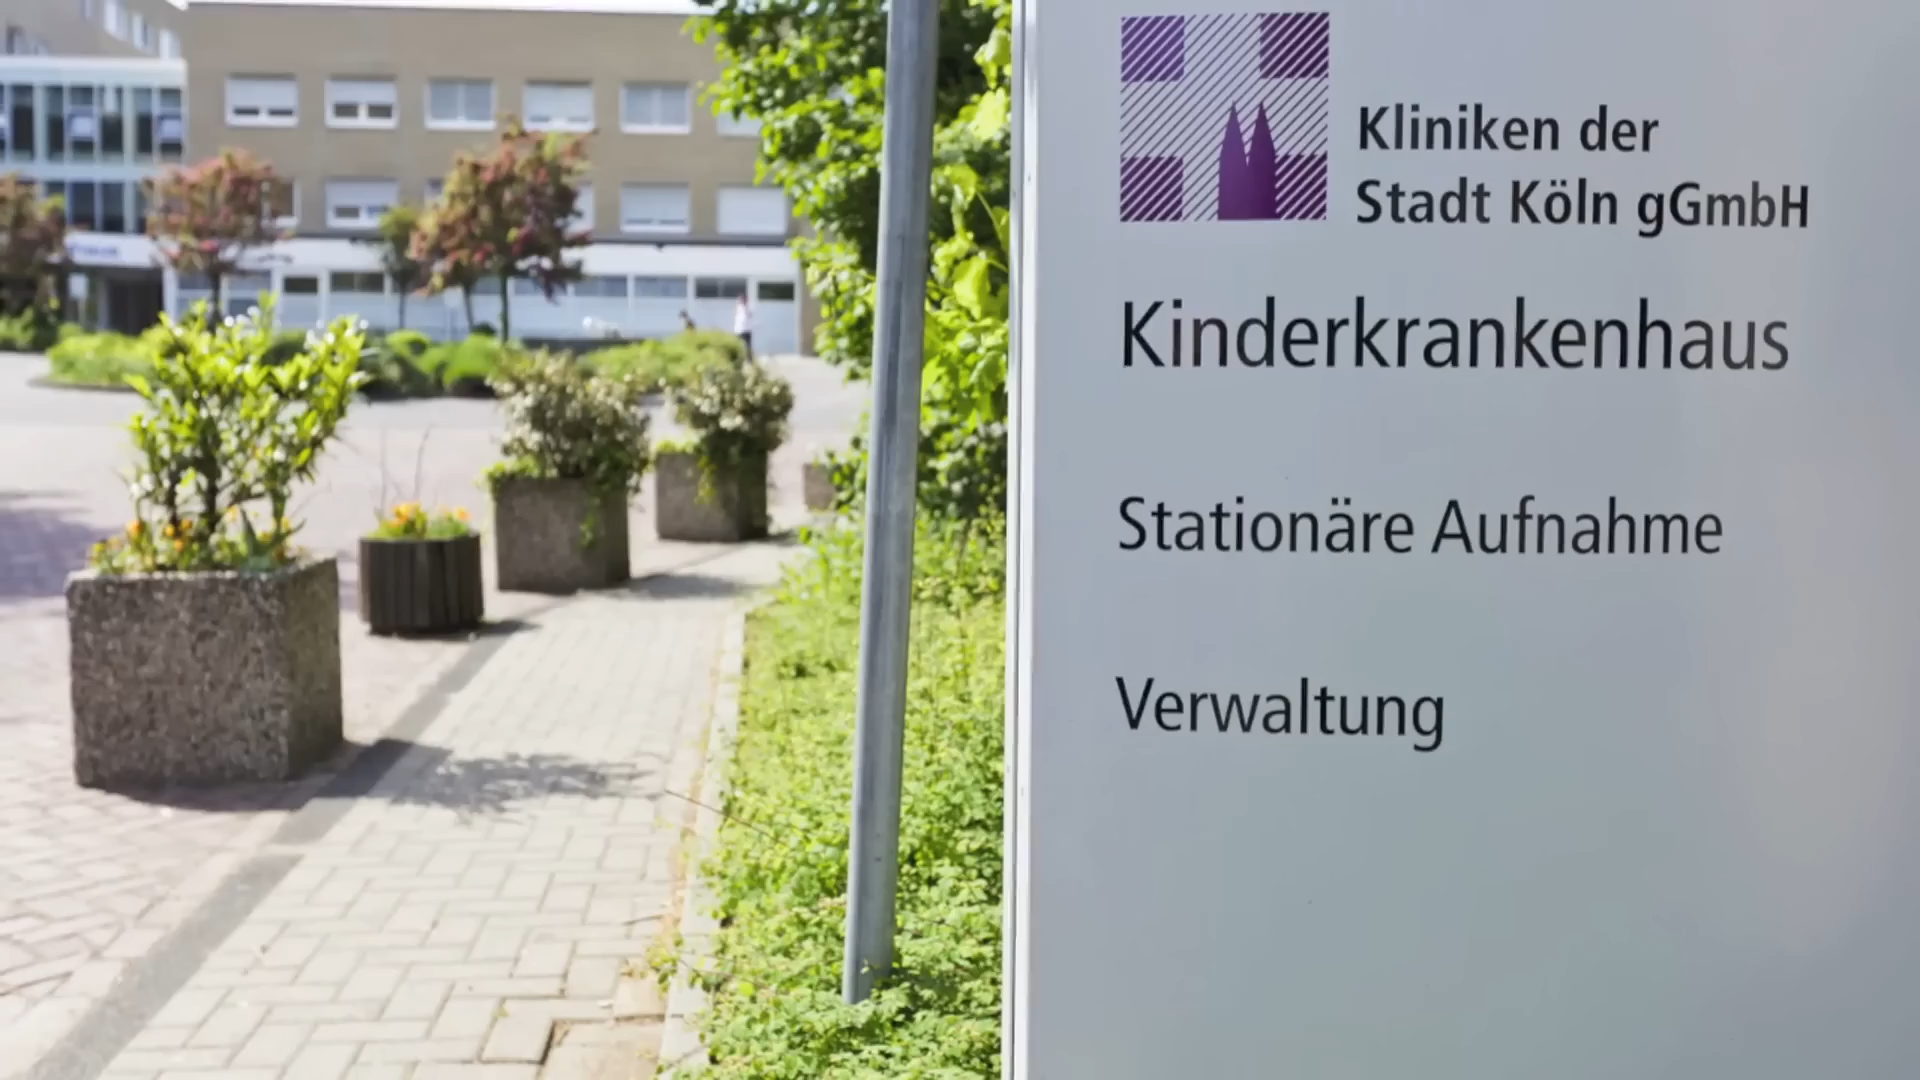 Kliniken der
Stadt Köln gGmbH
Kinderkrankenhaus
Stationäre Aufnahme
Verwaltung